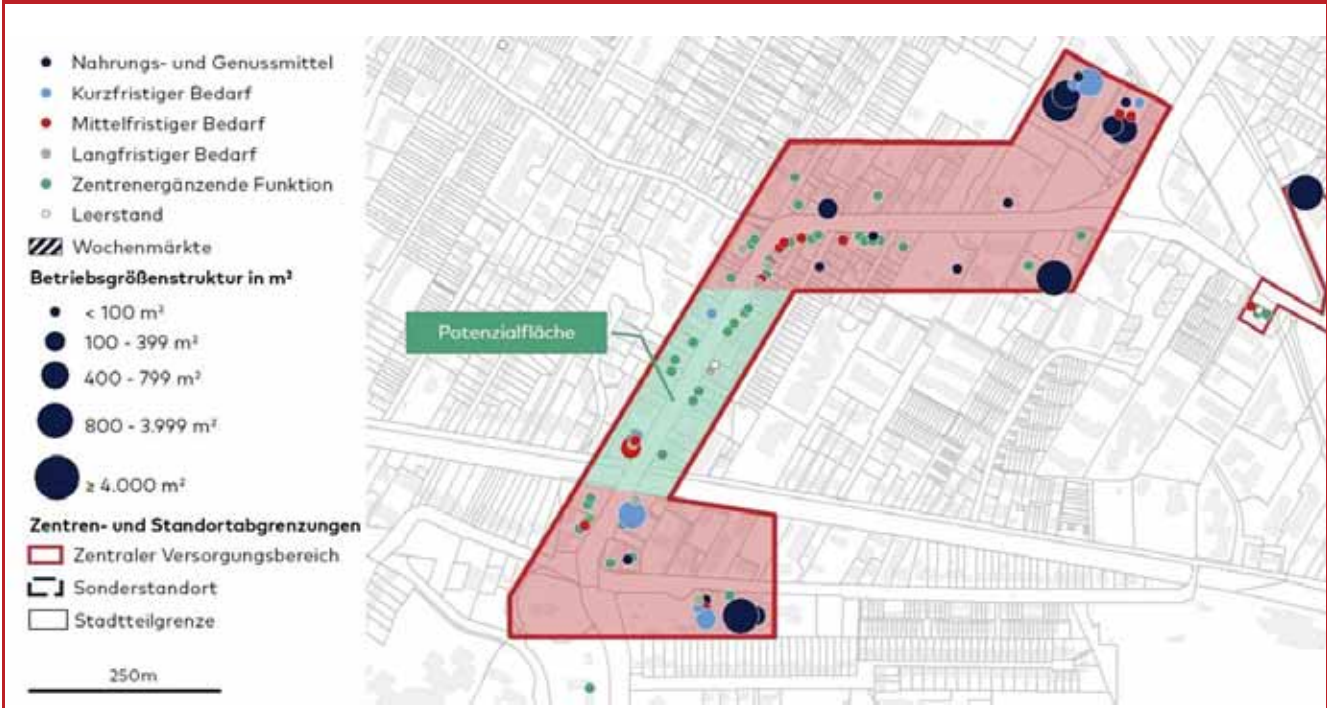 Nahrungs- und Genussmittel
Kurzfristiger Bedarf
Mittelfristiger Bedarf
Langfristiger Bedarf
Zentrenergänzende Funktion
Leerstand
Wochenmärkte
Betriebsgrößenstruktur in m²
< 100 m²
100 - 399 m²
400 - 799 m²
800 - 3.999 m²
≥ 4.000 m²
Zentren- und Standortabgrenzungen
Zentraler Versorgungsbereich
Sonderstandort
Stadtteilgrenze
250m
Potenzialfläche